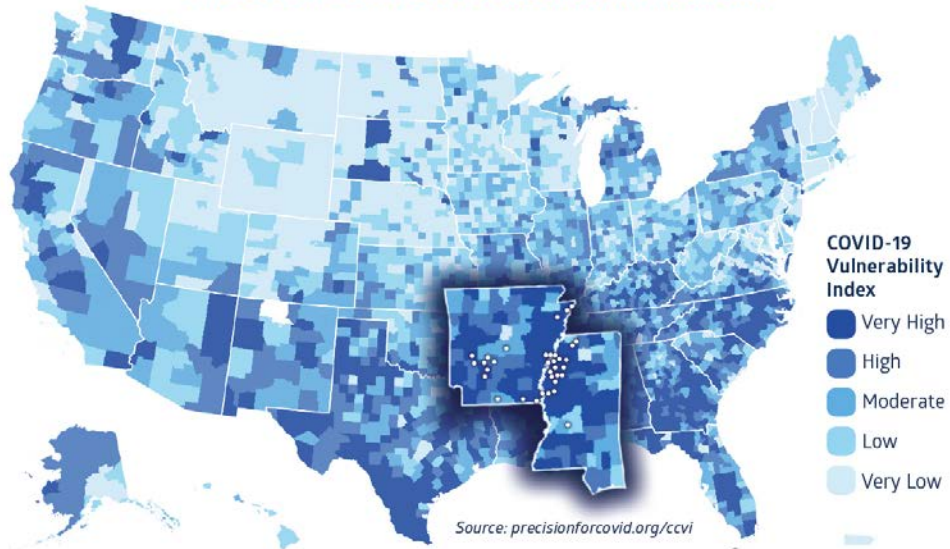 COVID-19
Vulnerability
Index
Very High
High
Moderate
Low
Very Low
Source: precisionforcovid.org/ccvi